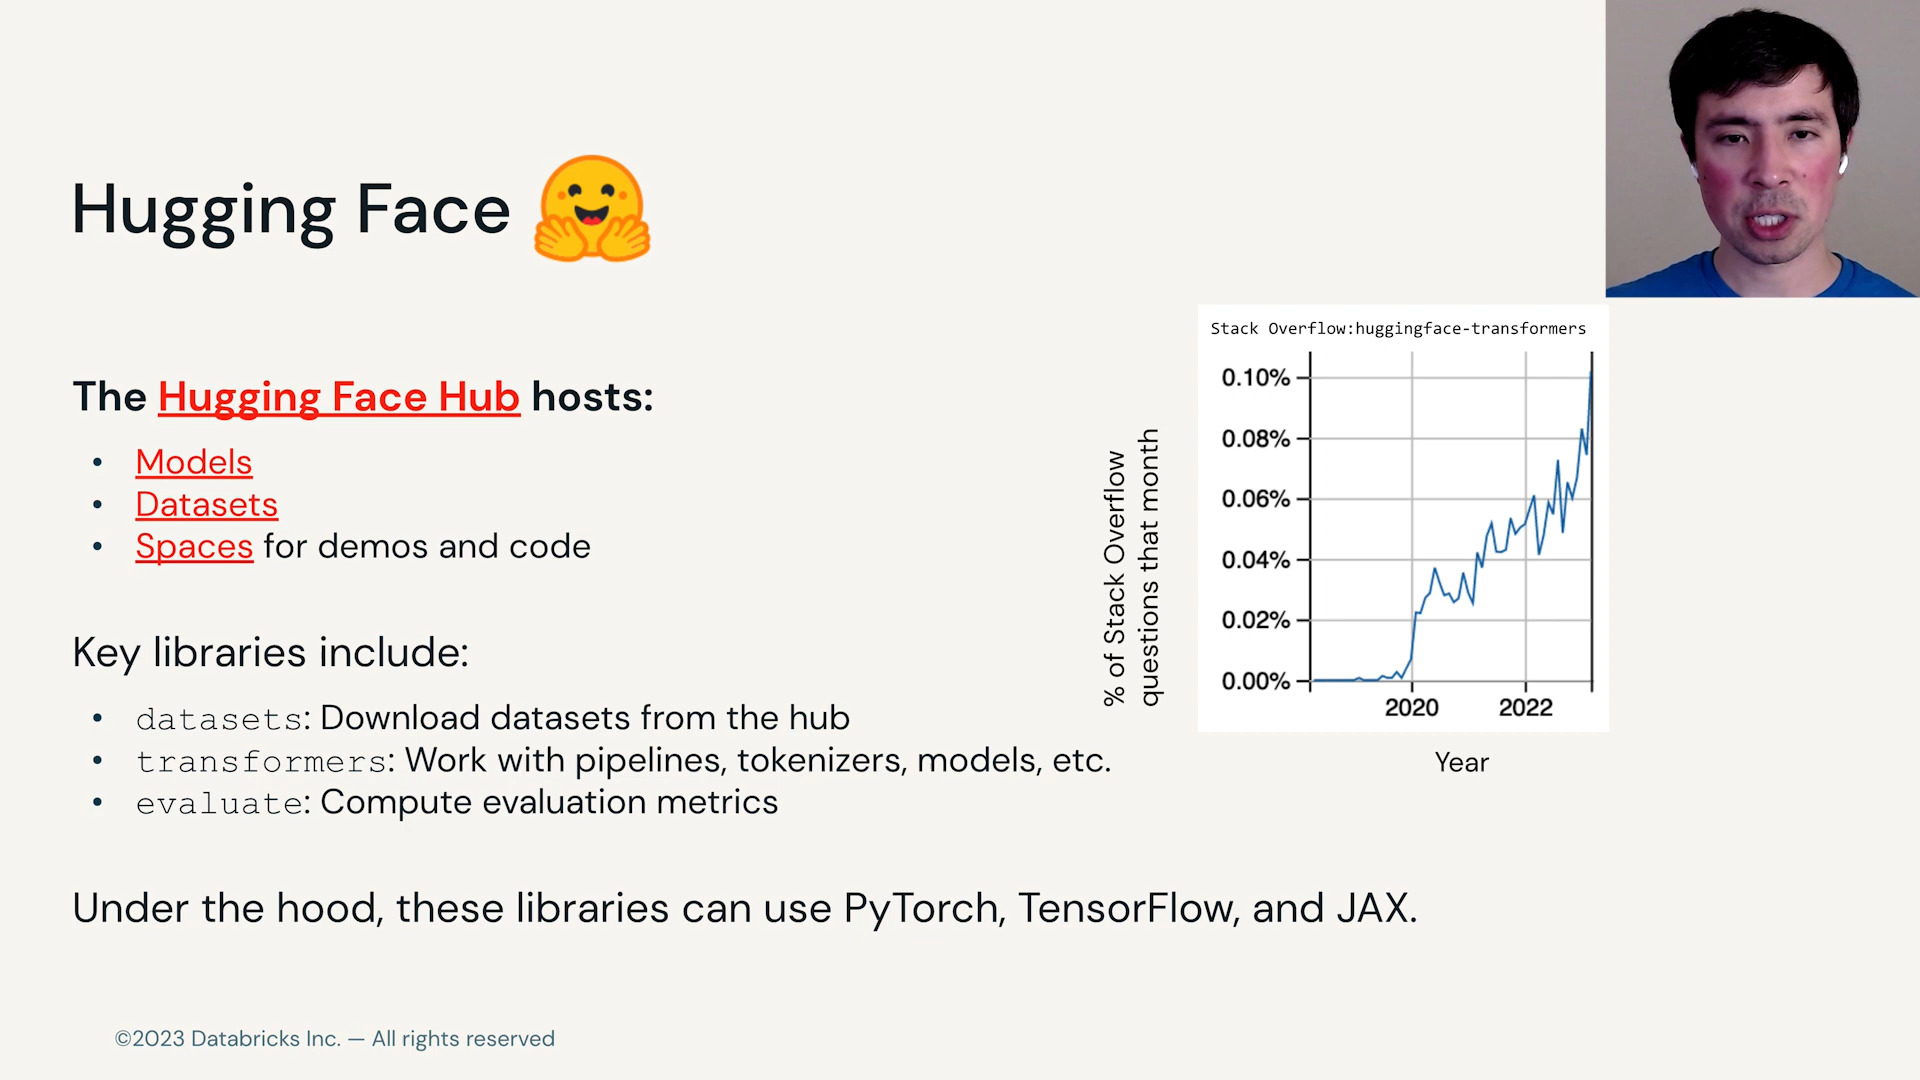 Hugging Face
The Hugging Face Hub hosts:
• Models
• Datasets
• Spaces for demos and code
Key libraries include:
• datasets: Download datasets from the hub
• transformers: Work with pipelines, tokenizers, models, etc.
• evaluate: Compute evaluation metrics
Under the hood, these libraries can use PyTorch, TensorFlow, and JAX.
Stack Overflow:huggingface-transformers
% of Stack Overflow
questions that month
0.10%
0.08%
0.06%
0.04%
0.02%
0.00%
2020 2022
Year
©2023 Databricks Inc. — All rights reserved